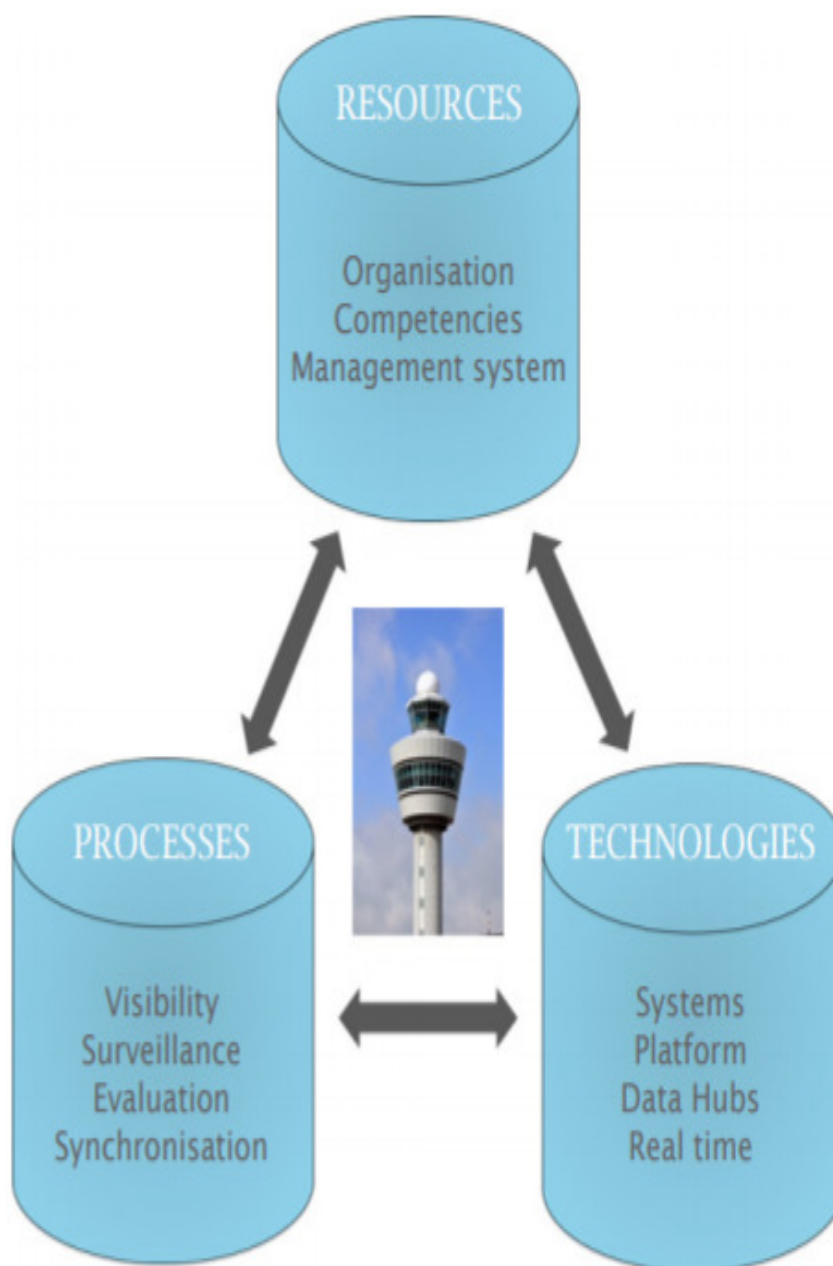 RESOURCES
Organisation
Competencies
Management system
PROCESSES
Visibility
Surveillance
Evaluation
Synchronisation
TECHNOLOGIES
Systems
Platform
Data Hubs
Real time